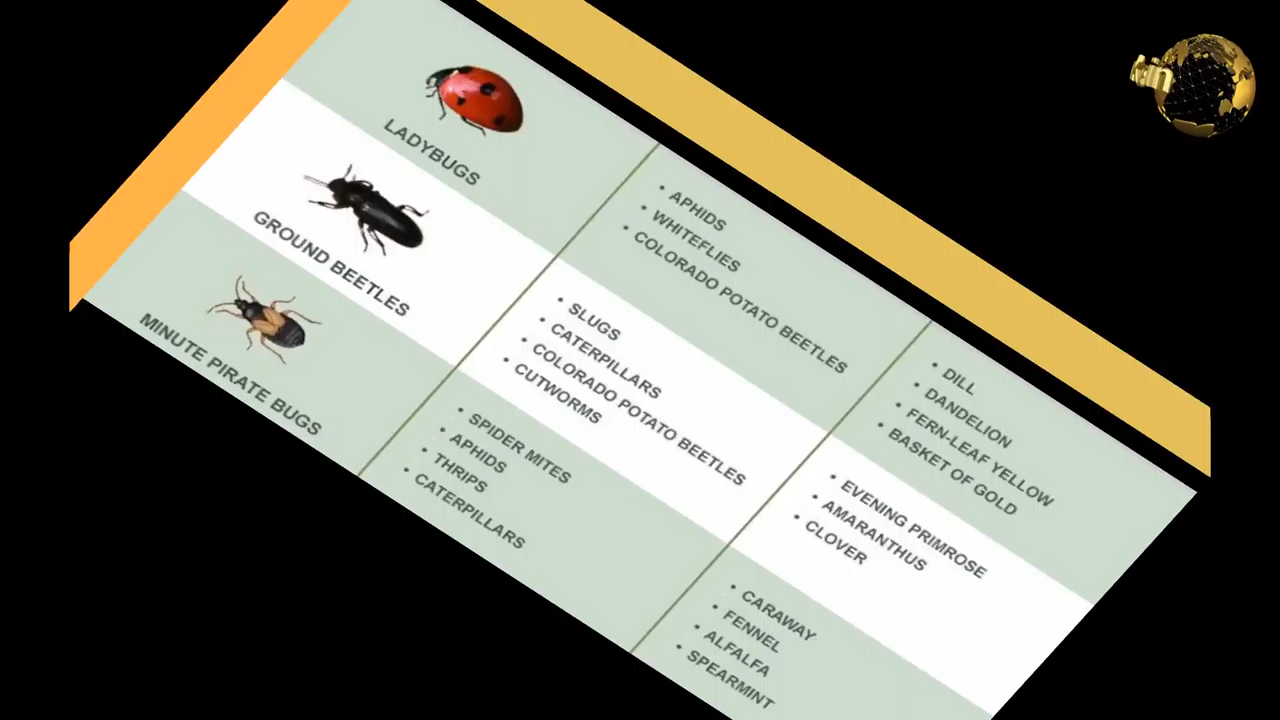 LADYBUGS
• APHIDS
• WHITEFLIES
• COLORADO POTATO BEETLES
• DILL
• DANDELION
• FERN-LEAF YELLOW
• BASKET OF GOLD
GROUND BEETLES
• SLUGS
• CATERPILLARS
• COLORADO POTATO BEETLES
• CUTWORMS
• EVENING PRIMROSE
• AMARANTHUS
• CLOVER
MINUTE PIRATE BUGS
• SPIDER MITES
• APHIDS
• THRIPS
• CATERPILLARS
• CARAWAY
• FENNEL
• ALFALFA
• SPEARMINT